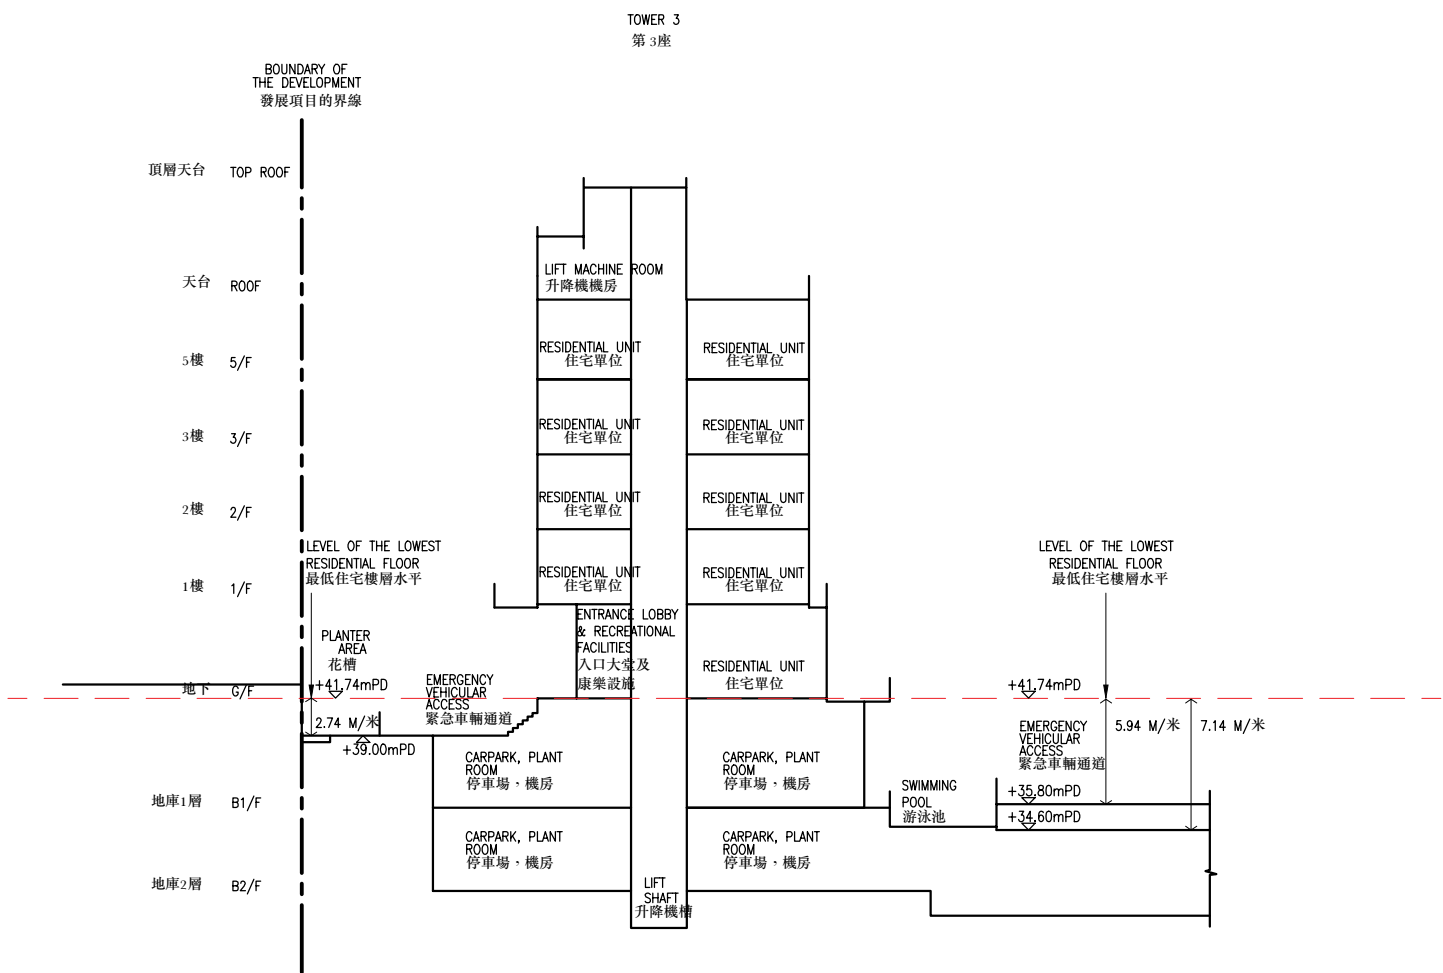 TOWER 3
第 3座
BOUNDARY OF
THE DEVELOPMENT
發展項目的界線
頂層天台 TOP ROOF
天台 ROOF
LIFT MACHINE ROOM
升降機機房
5樓 5/F
RESIDENTIAL UNIT
住宅單位
RESIDENTIAL UNIT
住宅單位
3樓 3/F
RESIDENTIAL UNIT
住宅單位
RESIDENTIAL UNIT
住宅單位
2樓 2/F
RESIDENTIAL UNIT
住宅單位
RESIDENTIAL UNIT
住宅單位
LEVEL OF THE LOWEST
RESIDENTIAL FLOOR
最低住宅樓層水平
LEVEL OF THE LOWEST
RESIDENTIAL FLOOR
最低住宅樓層水平
1樓 1/F
RESIDENTIAL UNIT
住宅單位
RESIDENTIAL UNIT
住宅單位
ENTRANCE LOBBY
& RECREATIONAL
FACILITIES
入口大堂及
康樂設施
PLANTER
AREA
花槽
RESIDENTIAL UNIT
住宅單位
地下 G/F
+41.74mPD
EMERGENCY
VEHICULAR
ACCESS
緊急車輛通道
+41.74mPD
2.74 M/米
+39.00mPD
EMERGENCY
VEHICULAR
ACCESS
緊急車輛通道
5.94 M/米
7.14 M/米
CARPARK, PLANT
ROOM
停車場，機房
CARPARK, PLANT
ROOM
停車場，機房
SWIMMING
POOL
游泳池
+35.80mPD
+34.60mPD
地庫1層 B1/F
CARPARK, PLANT
ROOM
停車場，機房
CARPARK, PLANT
ROOM
停車場，機房
地庫2層 B2/F
LIFT
SHAFT
升降機槽